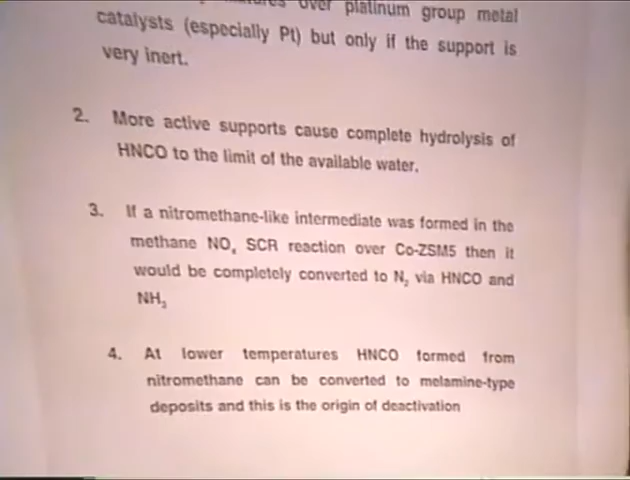 over platinum group metal
catalysts (especially Pt) but only if the support is
very inert.
2. More active supports cause complete hydrolysis of
HNCO to the limit of the available water.
3. If a nitromethane-like intermediate was formed in the
methane NOₓ SCR reaction over Co-ZSM5 then it
would be completely converted to N₂ via HNCO and
NH₃
4. At lower temperatures HNCO formed from
nitromethane can be converted to melamine-type
deposits and this is the origin of deactivation